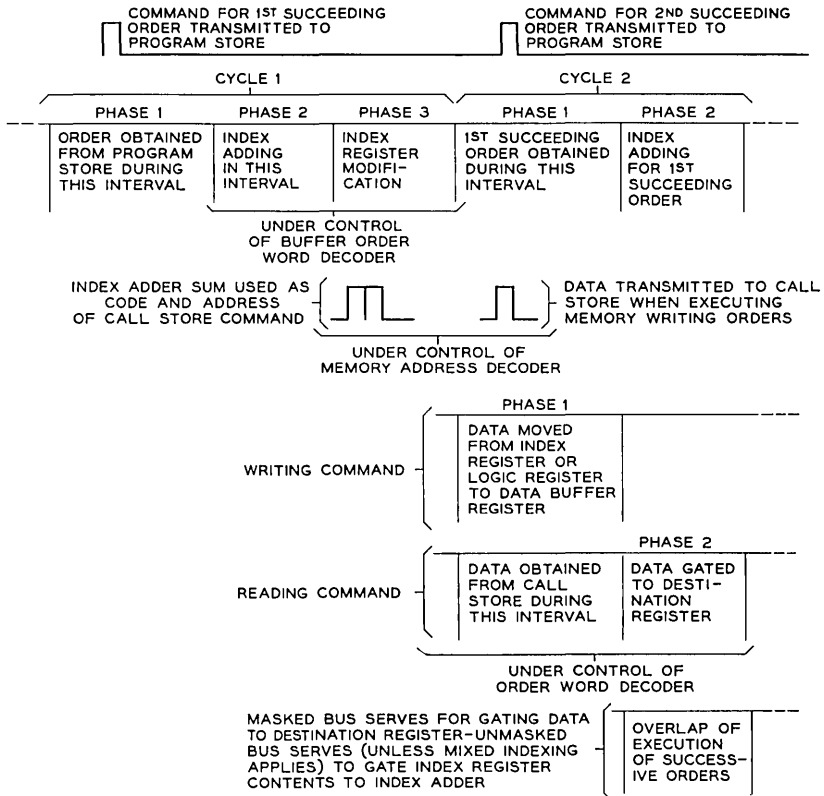 COMMAND FOR 1ST SUCCEEDING
ORDER TRANSMITTED TO
PROGRAM STORE
COMMAND FOR 2ND SUCCEEDING
ORDER TRANSMITTED TO
PROGRAM STORE
CYCLE 1
CYCLE 2
PHASE 1
PHASE 2
PHASE 3
PHASE 1
PHASE 2
ORDER OBTAINED
FROM PROGRAM
STORE DURING
THIS INTERVAL
INDEX
ADDING
IN THIS
INTERVAL
INDEX
REGISTER
MODIFI-
CATION
1ST SUCCEEDING
ORDER OBTAINED
DURING THIS
INTERVAL
INDEX
ADDING
FOR 1ST
SUCCEEDING
ORDER
UNDER CONTROL
OF BUFFER ORDER
WORD DECODER
INDEX ADDER SUM USED AS
CODE AND ADDRESS
OF CALL STORE COMMAND
DATA TRANSMITTED TO CALL
STORE WHEN EXECUTING
MEMORY WRITING ORDERS
UNDER CONTROL OF
MEMORY ADDRESS DECODER
PHASE 1
WRITING COMMAND
DATA MOVED
FROM INDEX
REGISTER OR
LOGIC REGISTER
TO DATA BUFFER
REGISTER
PHASE 2
READING COMMAND
DATA OBTAINED
FROM CALL
STORE DURING
THIS INTERVAL
DATA GATED
TO DESTI-
NATION
REGISTER
UNDER CONTROL OF
ORDER WORD DECODER
MASKED BUS SERVES FOR GATING DATA
TO DESTINATION REGISTER-UNMASKED
BUS SERVES (UNLESS MIXED INDEXING
APPLIES) TO GATE INDEX REGISTER
CONTENTS TO INDEX ADDER
OVERLAP OF
EXECUTION
OF SUCCESS-
IVE ORDERS